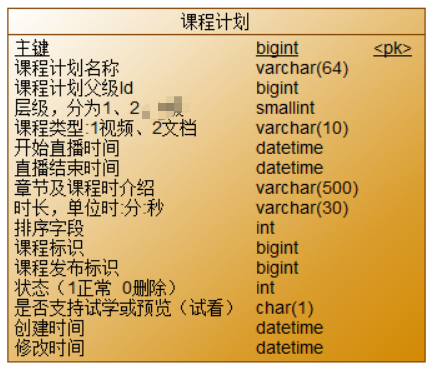 课程计划
主键 bigint <pk>
课程计划名称 varchar(64)
课程计划父级Id bigint
层级，分为1、2 smallint
课程类型:1视频、2文档 varchar(10)
开始直播时间 datetime
直播结束时间 datetime
章节及课程时介绍 varchar(500)
时长，单位时:分:秒 varchar(30)
排序字段 int
课程标识 bigint
课程发布标识 bigint
状态（1正常 0删除） int
是否支持试学或预览（试看） char(1)
创建时间 datetime
修改时间 datetime